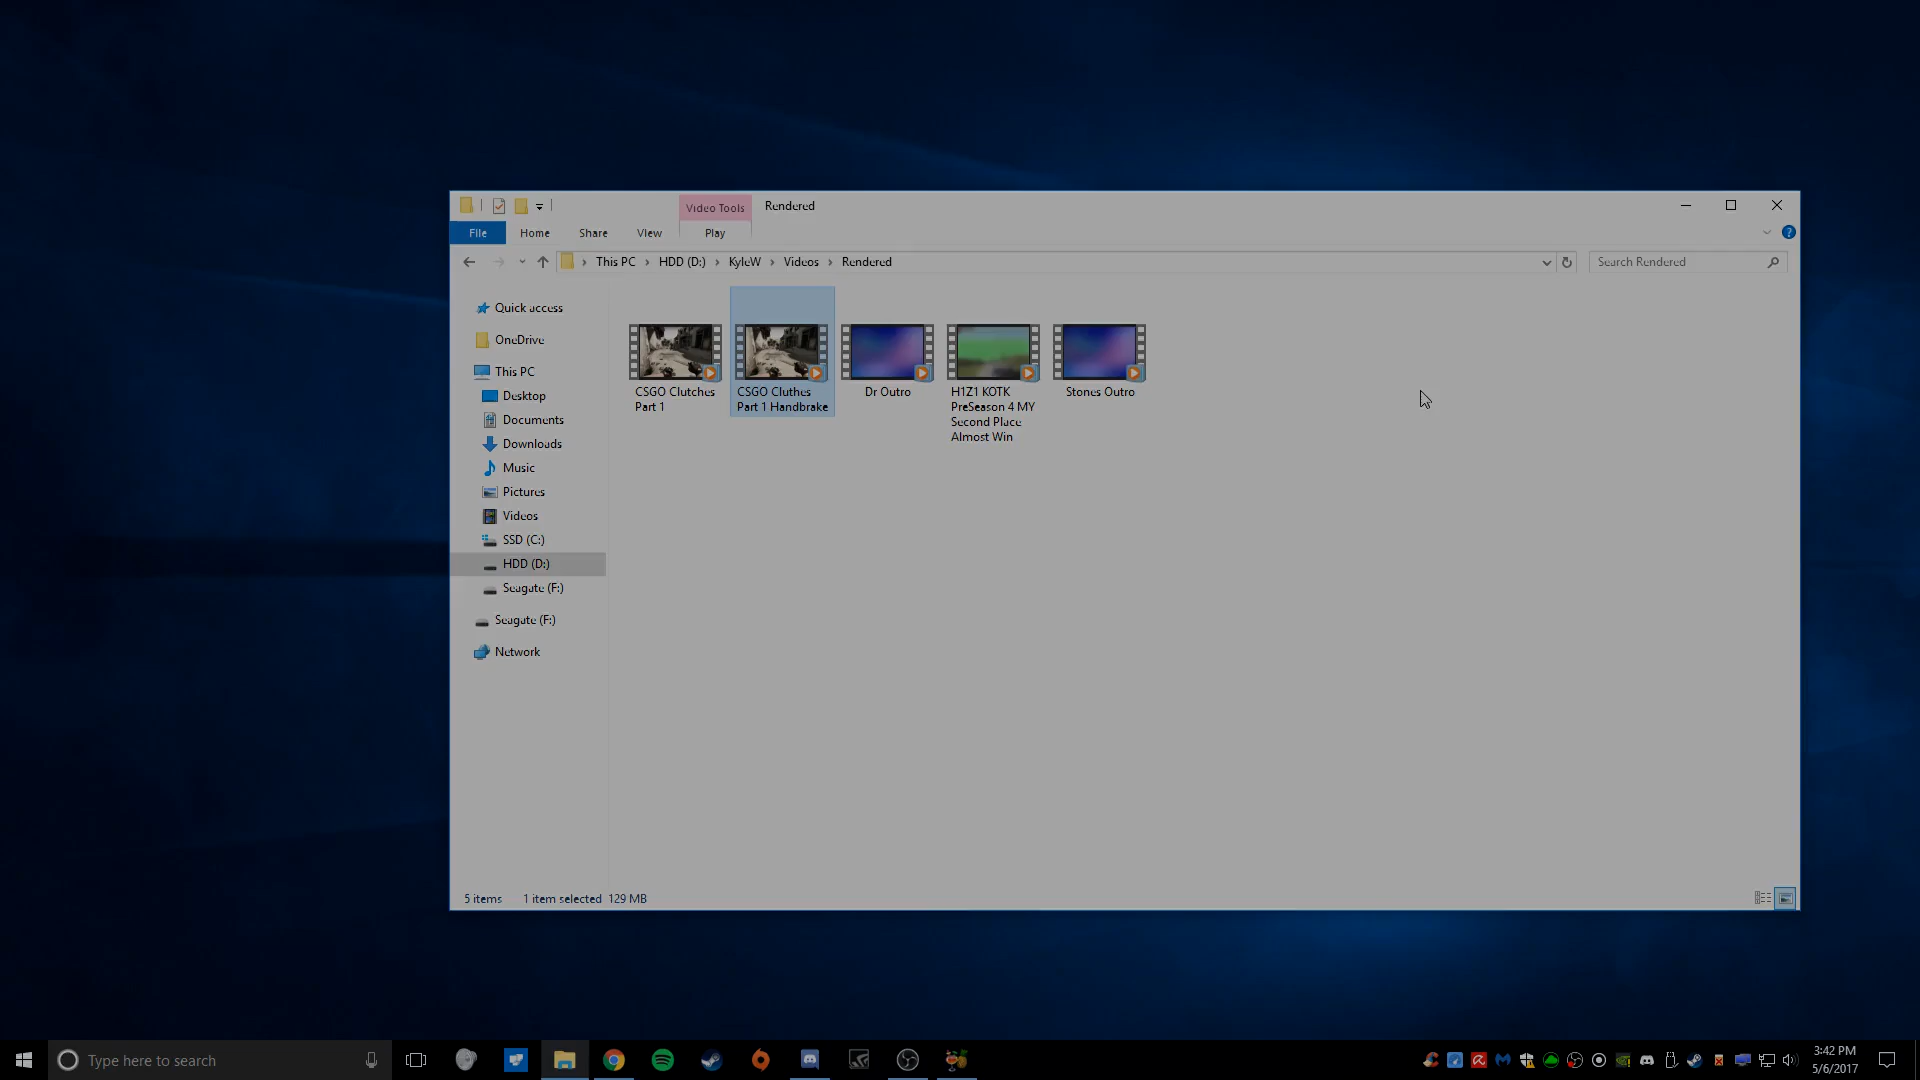 Video Tools
Rendered
File
Home
Share
View
Play
This PC
HDD (D:)
KyleW
Videos
Rendered
Search Rendered
Quick access
OneDrive
This PC
Desktop
Documents
Downloads
Music
Pictures
Videos
SSD (C:)
HDD (D:)
Seagate (F:)
Seagate (F:)
Network
CSGO Clutches
Part 1
CSGO Cluthes
Part 1 Handbrake
Dr Outro
H1Z1 KOTK
PreSeason 4 MY
Second Place
Almost Win
Stones Outro
5 items
1 item selected 129 MB
Type here to search
3:42 PM
5/6/2017